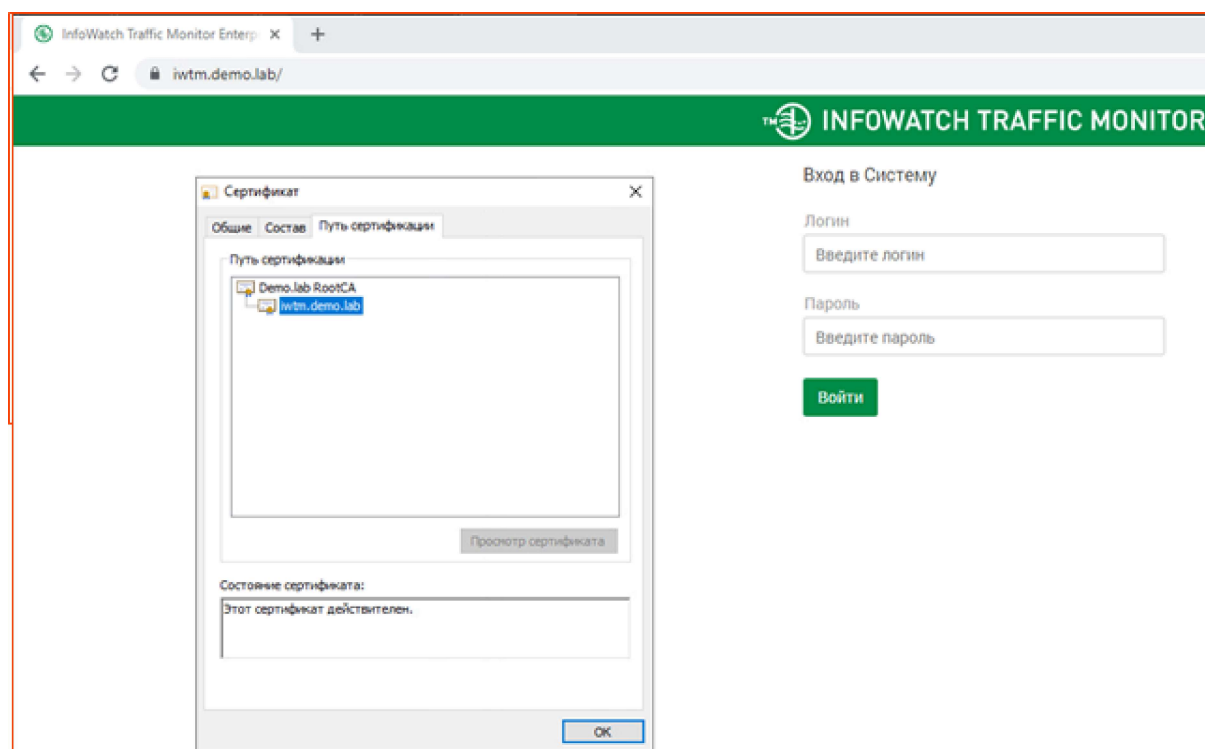 InfoWatch Traffic Monitor Enterp
iwtm.demo.lab/
TM INFOWATCH TRAFFIC MONITOR
Вход в Систему
Логин
Введите логин
Пароль
Введите пароль
Войти
Сертификат
Общие Состав Путь сертификации
Путь сертификации
Demo.lab RootCA
iwtm.demo.lab
Просмотр сертификата
Состояние сертификата:
Этот сертификат действителен.
OK